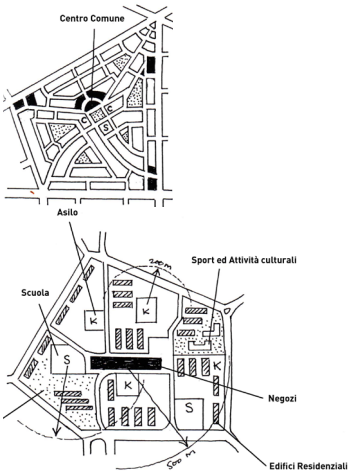 Centro Comune
C
C
S
Asilo
200 m
Sport ed Attività culturali
Scuola
K
K
S
K
K
S
Negozi
500 m
Edifici Residenziali